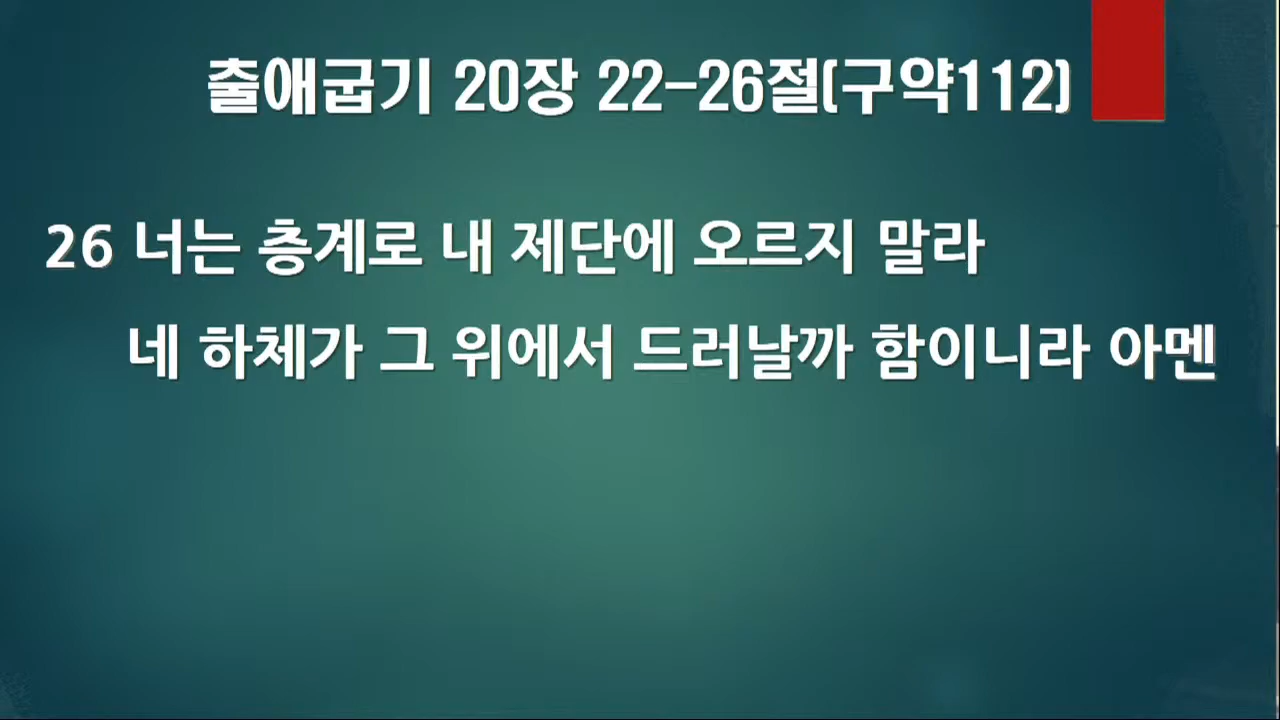 출애굽기 20장 22-26절(구약112)
26 너는 층계로 내 제단에 오르지 말라
네 하체가 그 위에서 드러날까 함이니라 아멘